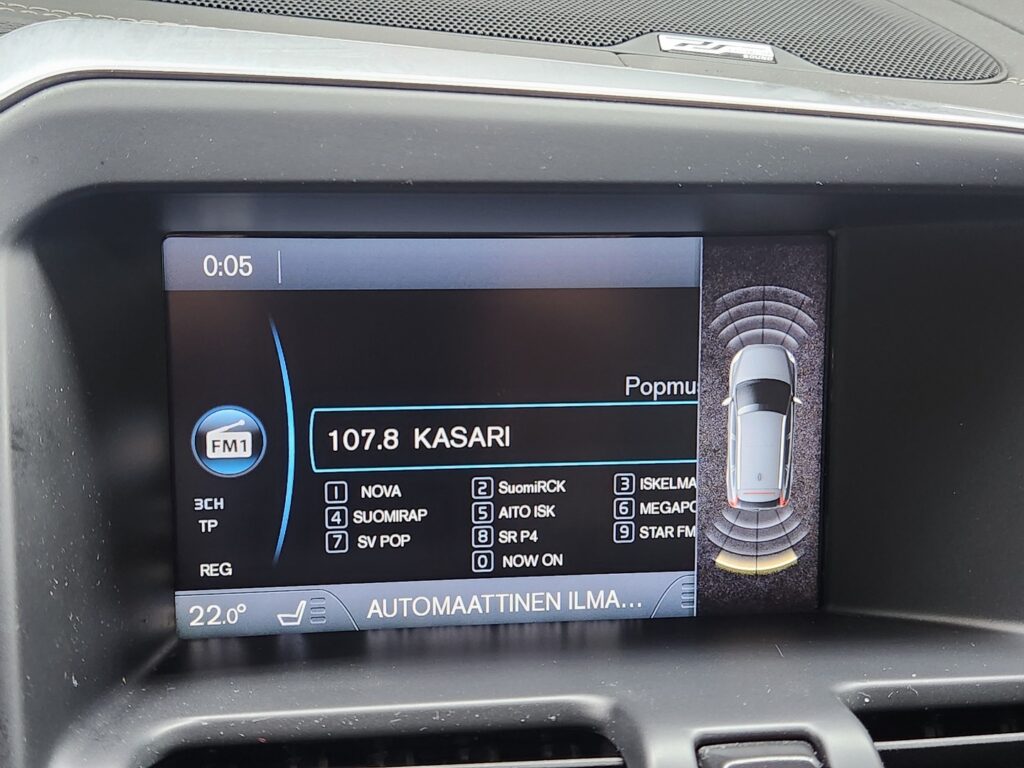 0:05
Popmus
FM1
107.8 KASARI
3CH
TP
REG
1 NOVA 2 SuomiRCK 3 ISKELMA
4 SUOMIRAP 5 AITO ISK 6 MEGAPO
7 SV POP 8 SR P4 9 STAR FM
0 NOW ON
22.0° AUTOMAATTINEN ILMA...